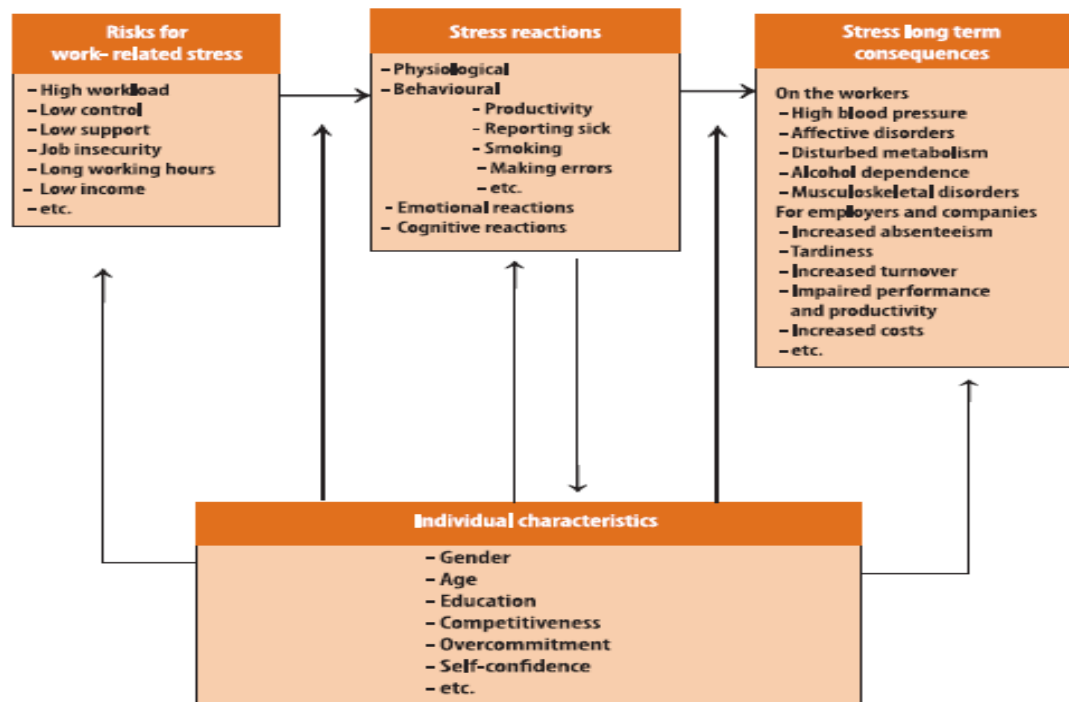 Risks for
work– related stress
– High workload
– Low control
– Low support
– Job insecurity
– Long working hours
– Low income
– etc.
Stress reactions
– Physiological
– Behavioural
– Productivity
– Reporting sick
– Smoking
– Making errors
– etc.
– Emotional reactions
– Cognitive reactions
Stress long term
consequences
On the workers
– High blood pressure
– Affective disorders
– Disturbed metabolism
– Alcohol dependence
– Musculoskeletal disorders
For employers and companies
– Increased absenteeism
– Tardiness
– Increased turnover
– Impaired performance
and productivity
– Increased costs
– etc.
Individual characteristics
– Gender
– Age
– Education
– Competitiveness
– Overcommitment
– Self-confidence
– etc.